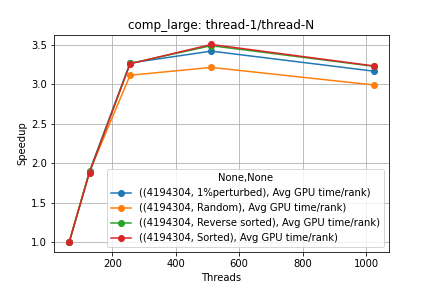 comp_large: thread-1/thread-N
3.5
3.0
2.5
2.0
1.5
1.0
Speedup
None,None
((4194304, 1%perturbed), Avg GPU time/rank)
((4194304, Random), Avg GPU time/rank)
((4194304, Reverse sorted), Avg GPU time/rank)
((4194304, Sorted), Avg GPU time/rank)
200 400 600 800 1000
Threads